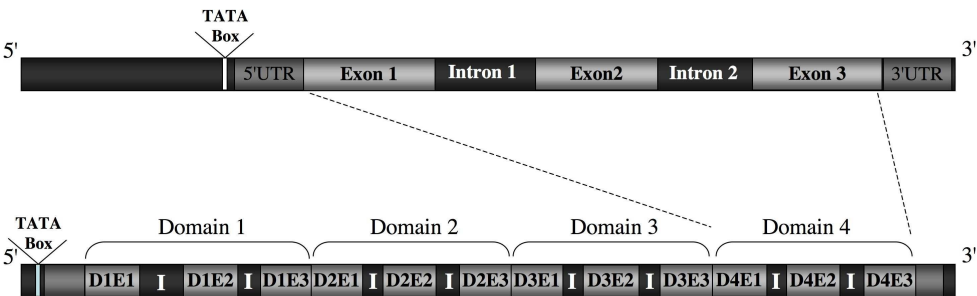 TATA
Box
5' 3'
5'UTR Exon 1 Intron 1 Exon2 Intron 2 Exon 3 3'UTR
TATA
Box
Domain 1 Domain 2 Domain 3 Domain 4
5' 3'
D1E1 I D1E2 I D1E3 D2E1 I D2E2 I D2E3 D3E1 I D3E2 I D3E3 D4E1 I D4E2 I D4E3